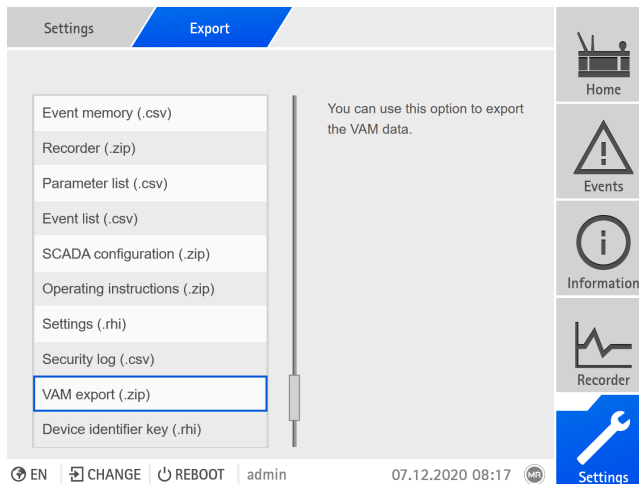 Settings
Export
Event memory (.csv)
Recorder (.zip)
Parameter list (.csv)
Event list (.csv)
SCADA configuration (.zip)
Operating instructions (.zip)
Settings (.rhi)
Security log (.csv)
VAM export (.zip)
Device identifier key (.rhi)
You can use this option to export
the VAM data.
Home
Events
Information
Recorder
Settings
EN CHANGE REBOOT admin 07.12.2020 08:17 MR